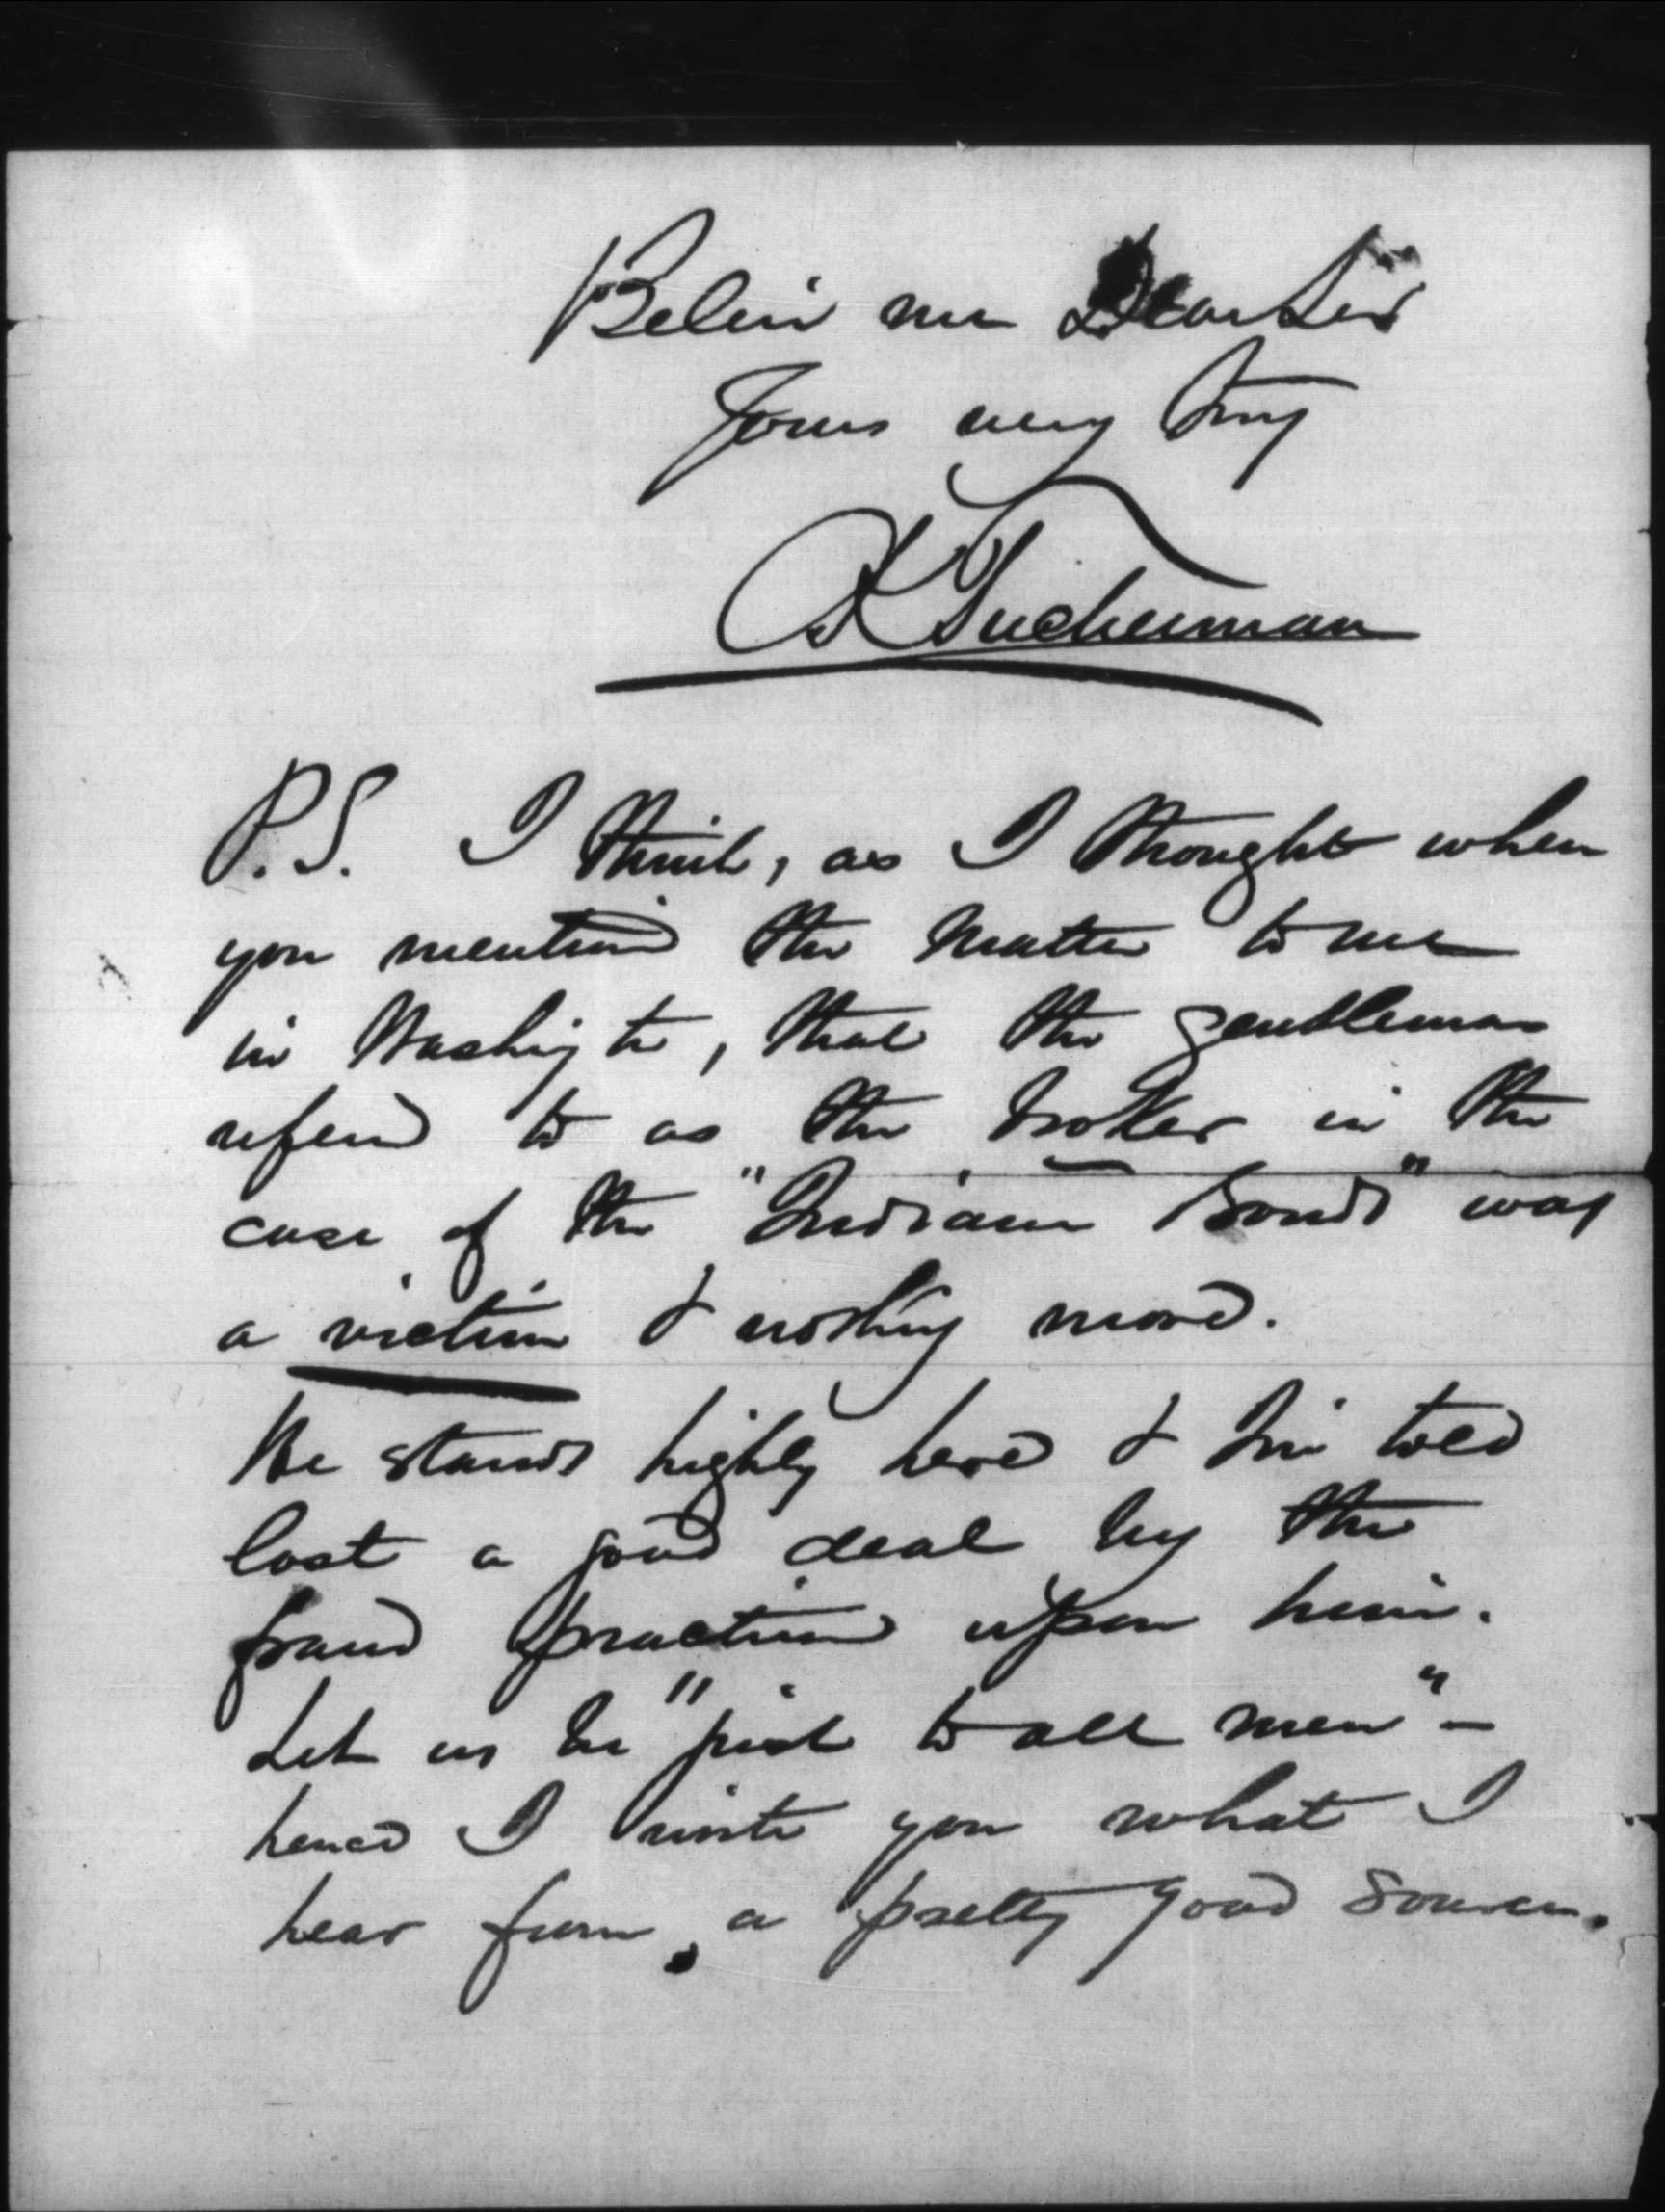 Believe me Dear Sir
Yours very truly
C K Tuckerman
P.S. I think, as I thought when
you mentioned the matter to me
in Washington, that the gentleman
referred to as the broker in the
case of the "Indiana Bonds" was
a victim & nothing more.
He stands highly here & I'm told
lost a good deal by the
fraud practised upon him.
Let us be "just to all men" -
hence I write you what I
hear from a pretty good source.